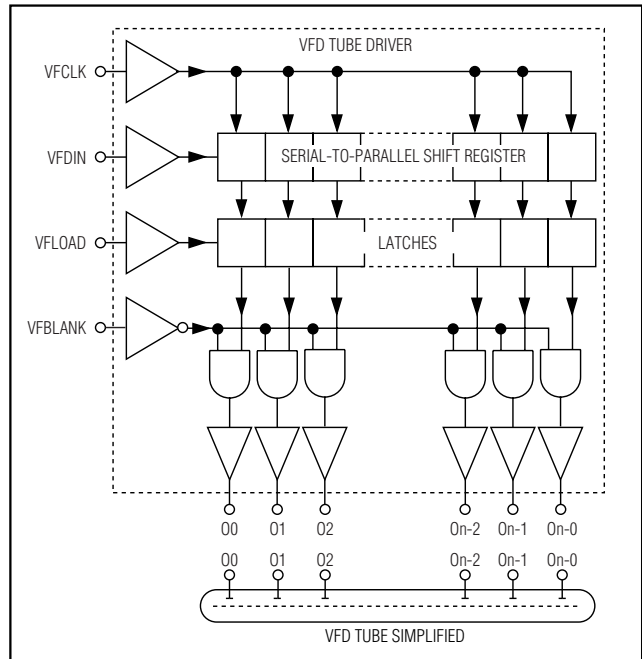 VFD TUBE DRIVER
VFCLK
VFDIN
SERIAL-TO-PARALLEL SHIFT REGISTER
VFLOAD
LATCHES
VFBLANK
O0 O1 O2 On-2 On-1 On-0
O0 O1 O2 On-2 On-1 On-0
VFD TUBE SIMPLIFIED